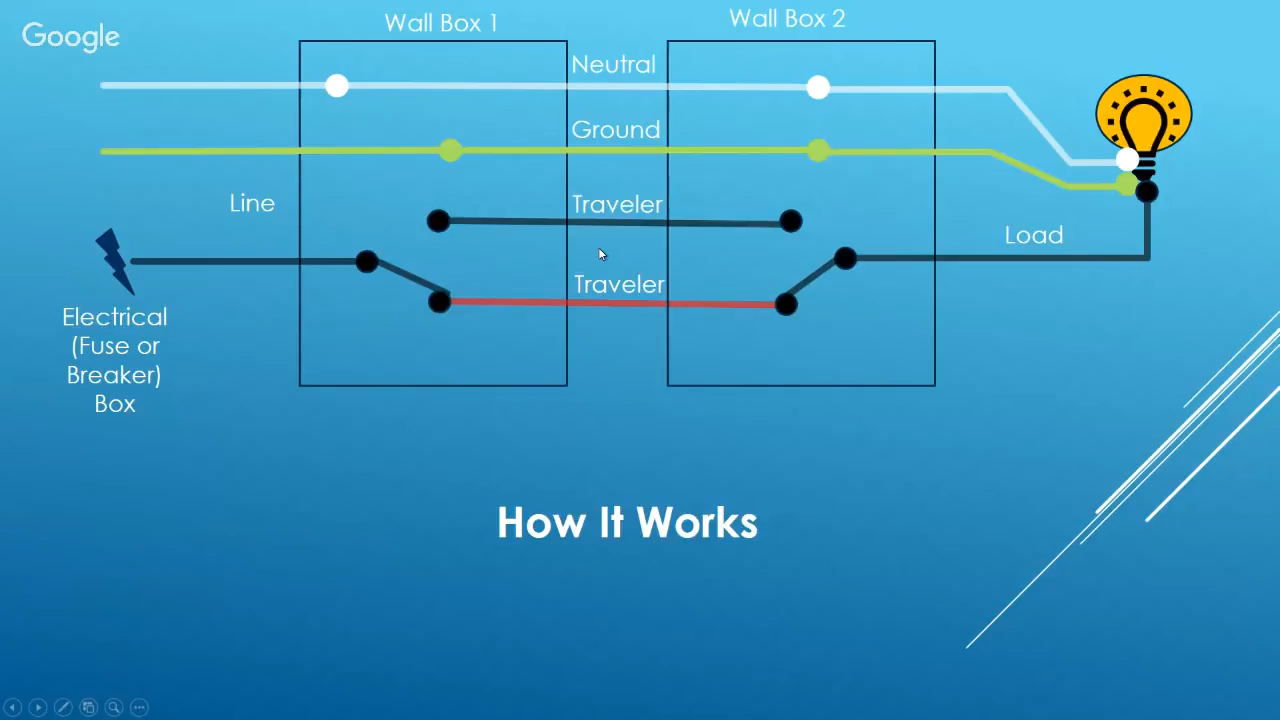 Google
Wall Box 1
Wall Box 2
Neutral
Ground
Line
Traveler
Load
Traveler
Electrical
(Fuse or
Breaker)
Box
How It Works